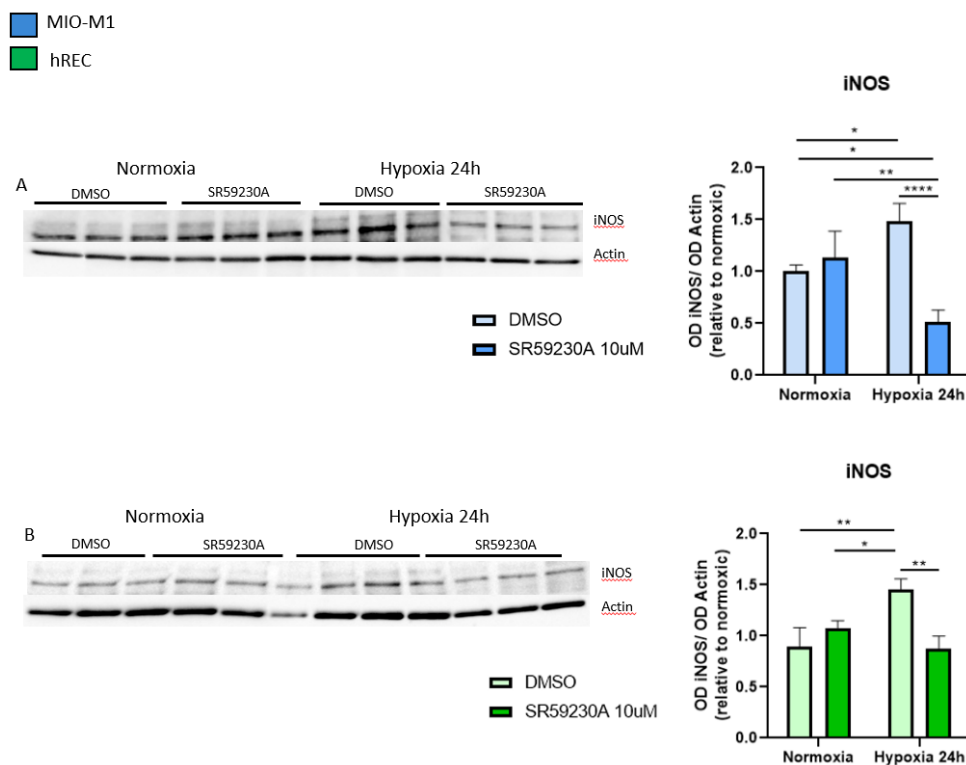 MIO-M1
hREC
A
Normoxia
Hypoxia 24h
DMSO
SR59230A
DMSO
SR59230A
iNOS
Actin
DMSO
SR59230A 10uM
iNOS
*
*
**
****
OD iNOS/ OD Actin
(relative to normoxic)
2.0
1.5
1.0
0.5
0.0
Normoxia
Hypoxia 24h
B
Normoxia
Hypoxia 24h
DMSO
SR59230A
DMSO
SR59230A
iNOS
Actin
DMSO
SR59230A 10uM
iNOS
**
*
**
OD iNOS/ OD Actin
(relative to normoxic)
2.0
1.5
1.0
0.5
0.0
Normoxia
Hypoxia 24h